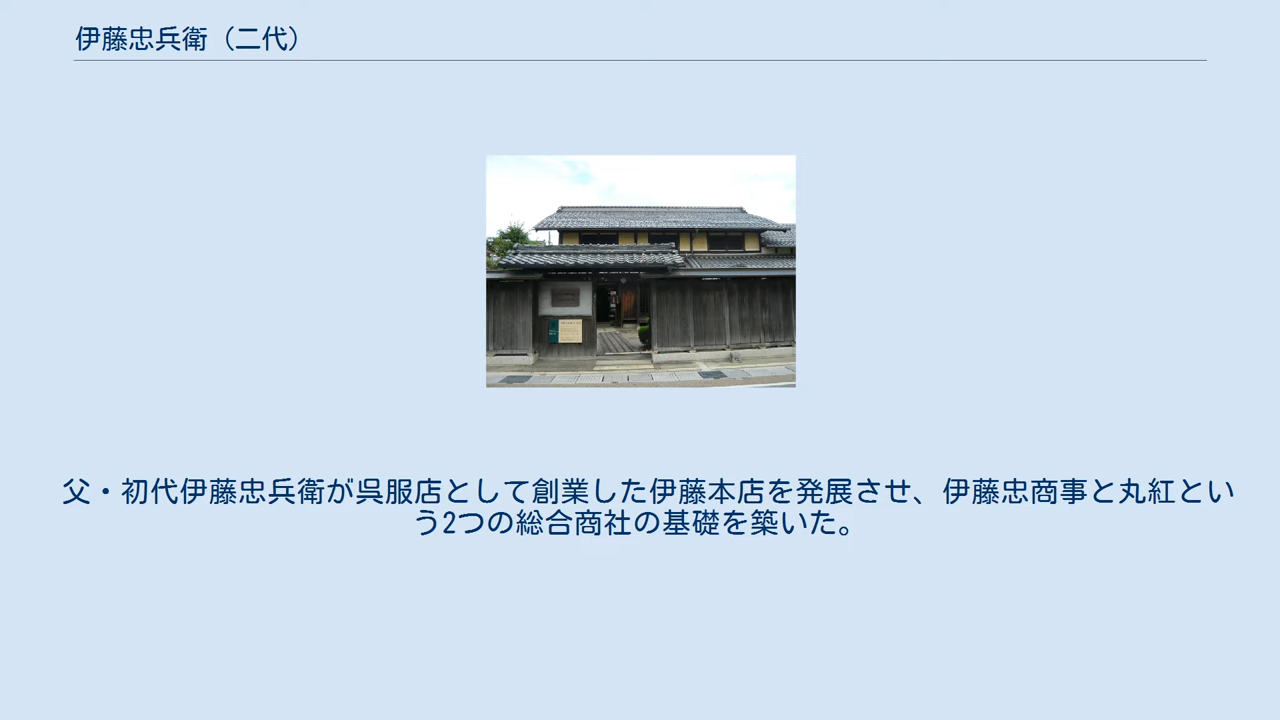 伊藤忠兵衛（二代）
父・初代伊藤忠兵衛が呉服店として創業した伊藤本店を発展させ、伊藤忠商事と丸紅とい
う2つの総合商社の基礎を築いた。